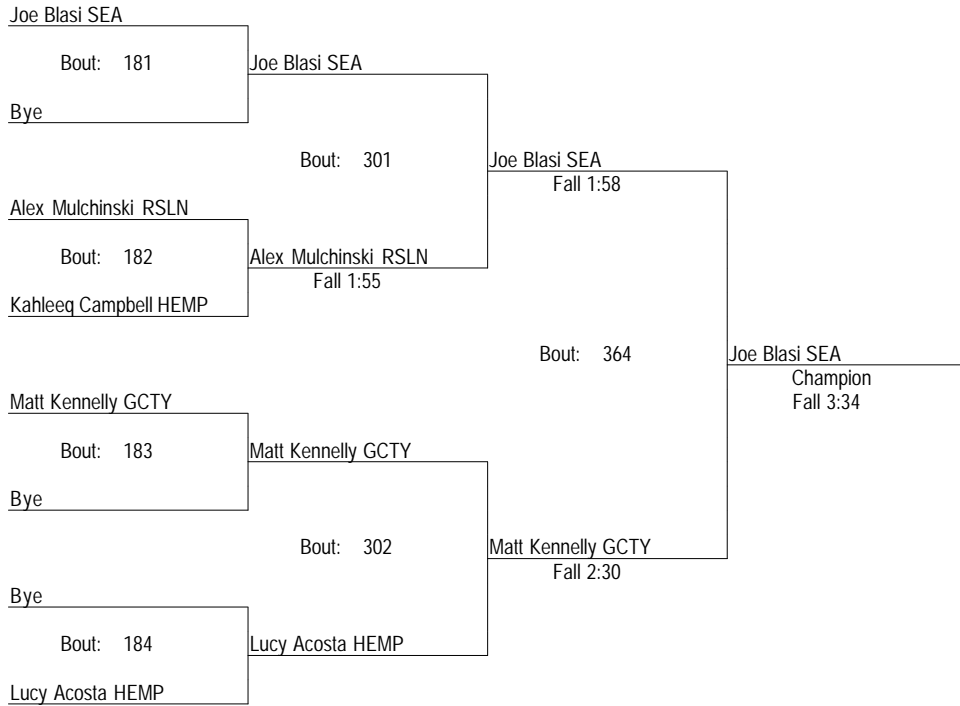 Joe Blasi SEA
Bout: 181
Joe Blasi SEA
Bye
Bout: 301
Joe Blasi SEA
Fall 1:58
Alex Mulchinski RSLN
Bout: 182
Alex Mulchinski RSLN
Fall 1:55
Kahleeq Campbell HEMP
Bout: 364
Joe Blasi SEA
Champion
Fall 3:34
Matt Kennelly GCTY
Bout: 183
Matt Kennelly GCTY
Bye
Bout: 302
Matt Kennelly GCTY
Fall 2:30
Bye
Bout: 184
Lucy Acosta HEMP
Lucy Acosta HEMP